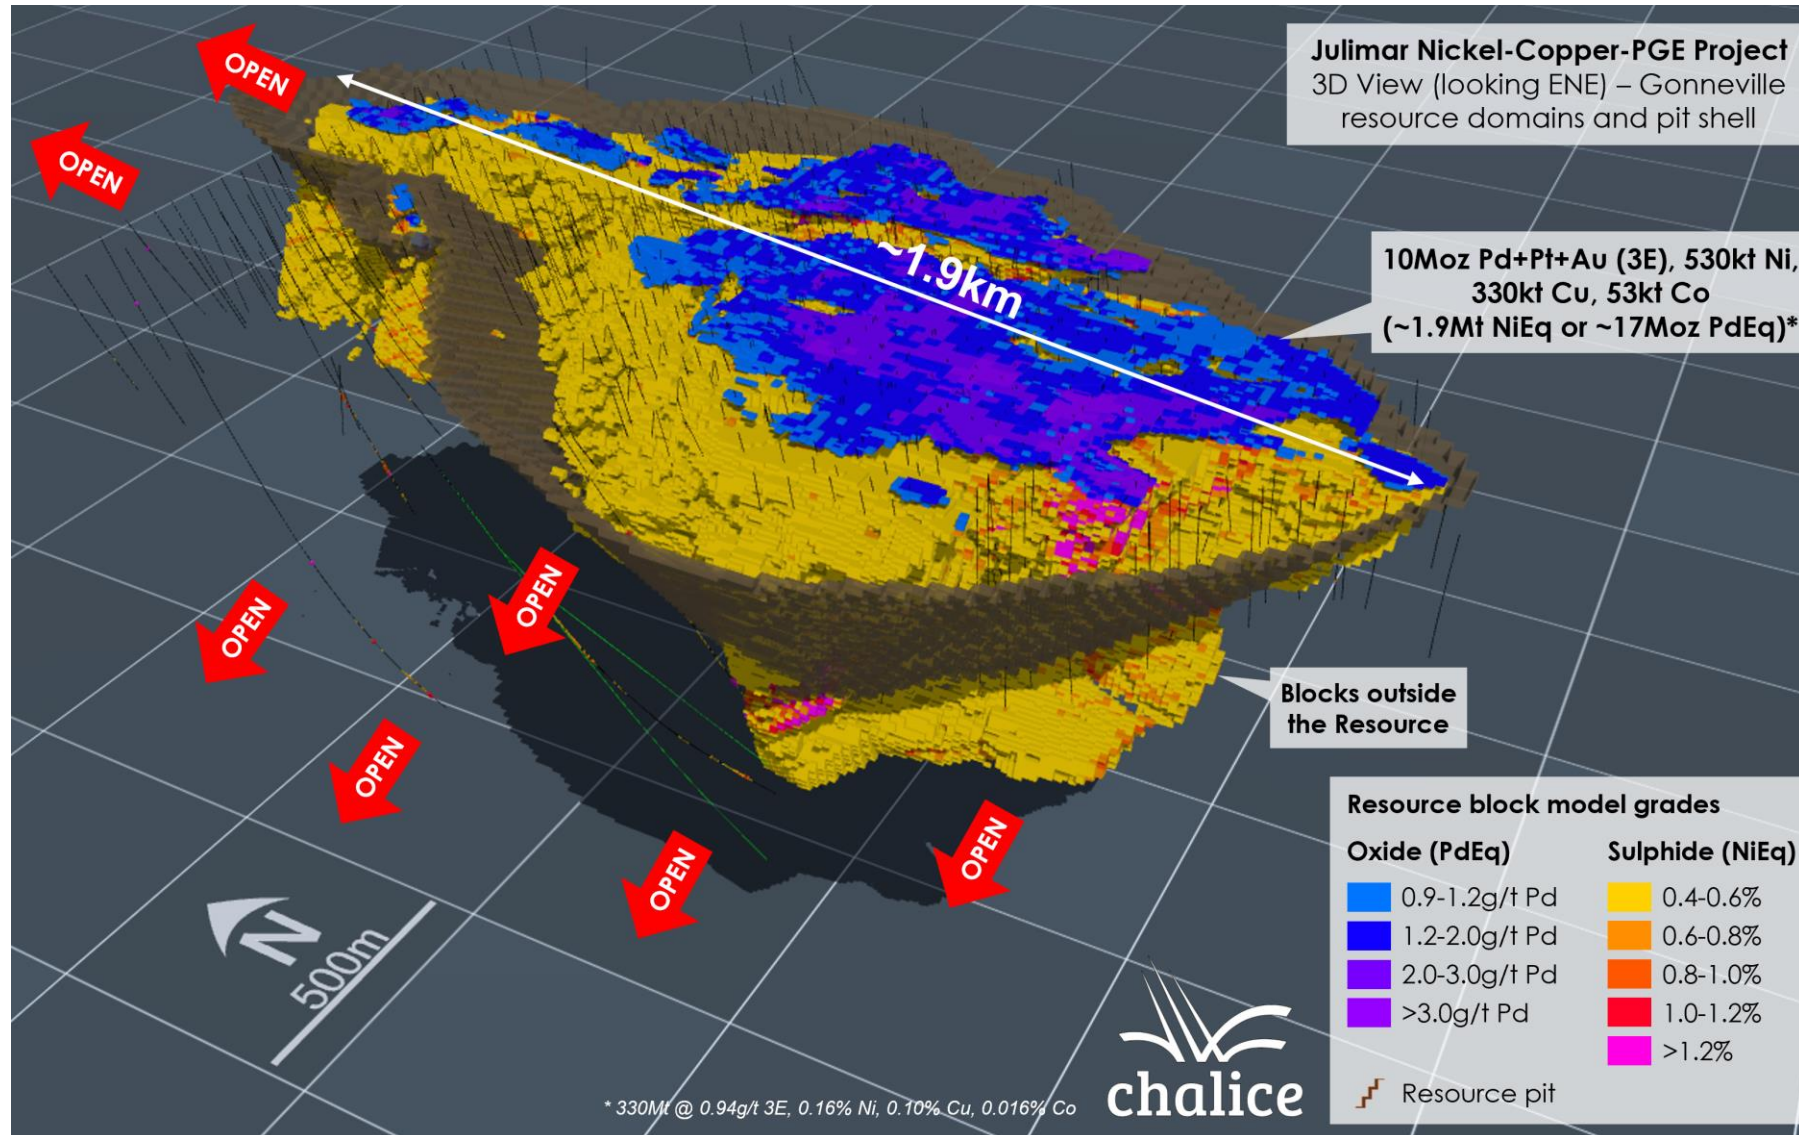 Julimar Nickel-Copper-PGE Project
3D View (looking ENE) – Gonneville
resource domains and pit shell
OPEN
OPEN
~1.9km
10Moz Pd+Pt+Au (3E), 530kt Ni,
330kt Cu, 53kt Co
(~1.9Mt NiEq or ~17Moz PdEq)*
OPEN
OPEN
OPEN
OPEN
OPEN
Blocks outside
the Resource
N
500m
Resource block model grades
Oxide (PdEq)
0.9-1.2g/t Pd
1.2-2.0g/t Pd
2.0-3.0g/t Pd
>3.0g/t Pd
Sulphide (NiEq)
0.4-0.6%
0.6-0.8%
0.8-1.0%
1.0-1.2%
>1.2%
Resource pit
chalice
* 330Mt @ 0.94g/t 3E, 0.16% Ni, 0.10% Cu, 0.016% Co